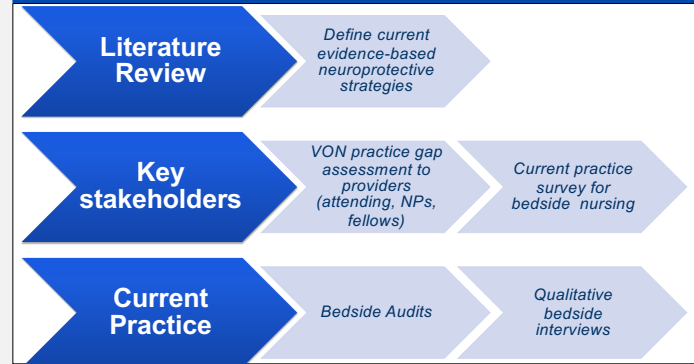 Literature
Review
Define current
evidence-based
neuroprotective
strategies
Key
stakeholders
VON practice gap
assessment to
providers
(attending, NPs,
fellows)
Current practice
survey for
bedside nursing
Current
Practice
Bedside Audits
Qualitative
bedside
interviews